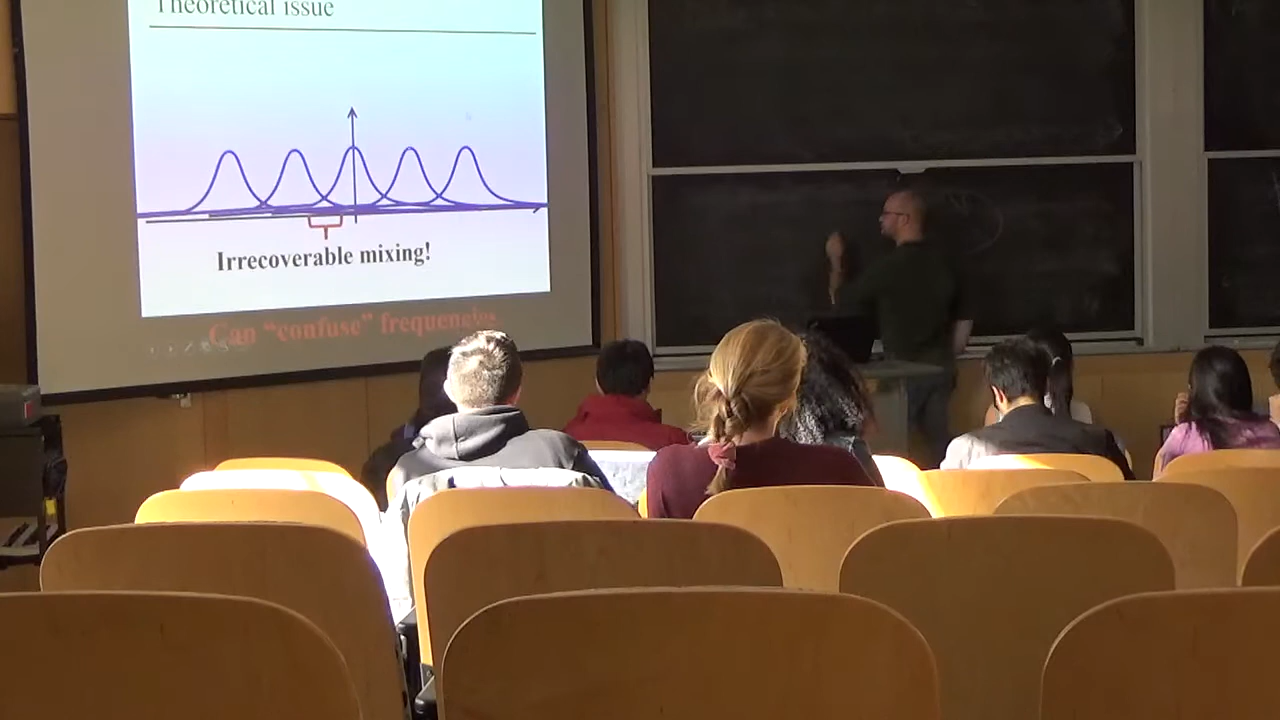 Theoretical issue
Irrecoverable mixing!
Can “confuse” frequencies